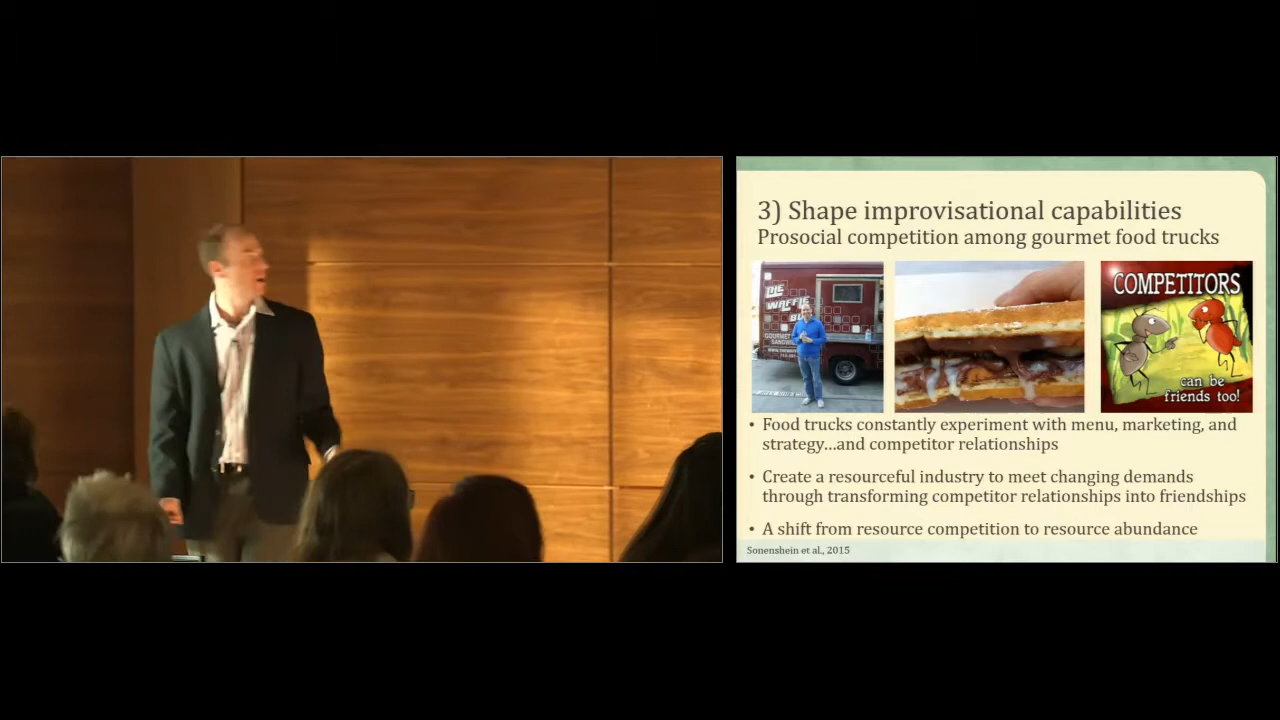 3) Shape improvisational capabilities
Prosocial competition among gourmet food trucks
THE
WAFFLE
COMPETITORS
can be
friends too!
• Food trucks constantly experiment with menu, marketing, and
strategy...and competitor relationships
• Create a resourceful industry to meet changing demands
through transforming competitor relationships into friendships
• A shift from resource competition to resource abundance
Sonenshein et al., 2015